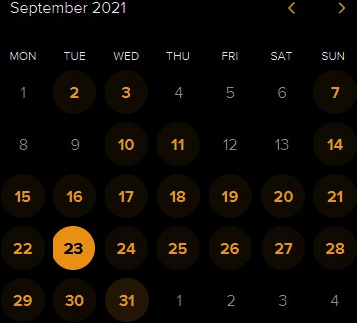 September 2021 < >
MON TUE WED THU FRI SAT SUN
1 2 3 4 5 6 7
8 9 10 11 12 13 14
15 16 17 18 19 20 21
22 23 24 25 26 27 28
29 30 31 1 2 3 4